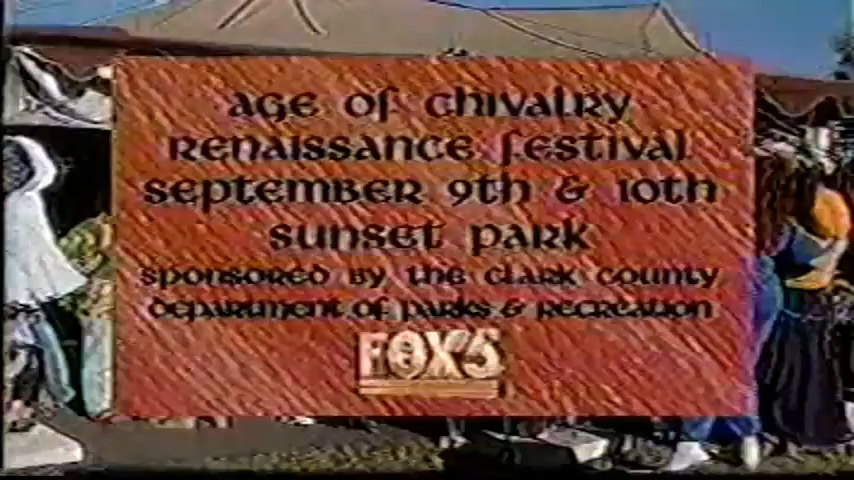 Age of Chivalry
Renaissance Festival
September 9th & 10th
Sunset Park
Sponsored by the Clark County
Department of Parks & Recreation
FOX5